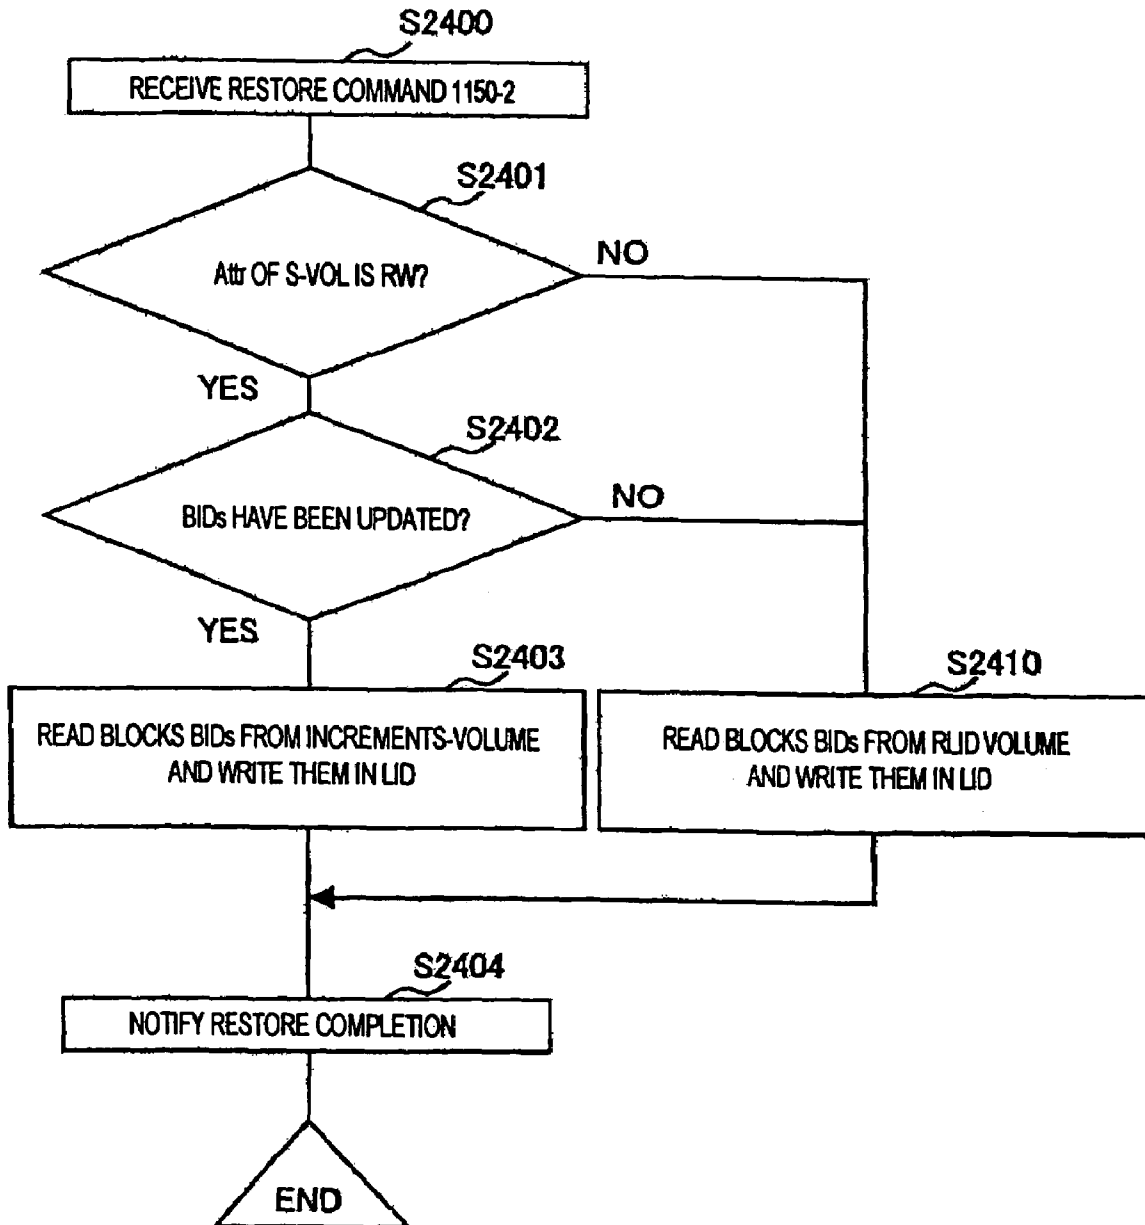 S2400
RECEIVE RESTORE COMMAND 1150-2
S2401
Attr OF S-VOL IS RW?
NO
YES
S2402
BIDs HAVE BEEN UPDATED?
NO
YES
S2403
READ BLOCKS BIDs FROM INCREMENTS-VOLUME
AND WRITE THEM IN LID
S2410
READ BLOCKS BIDs FROM RLID VOLUME
AND WRITE THEM IN LID
S2404
NOTIFY RESTORE COMPLETION
END